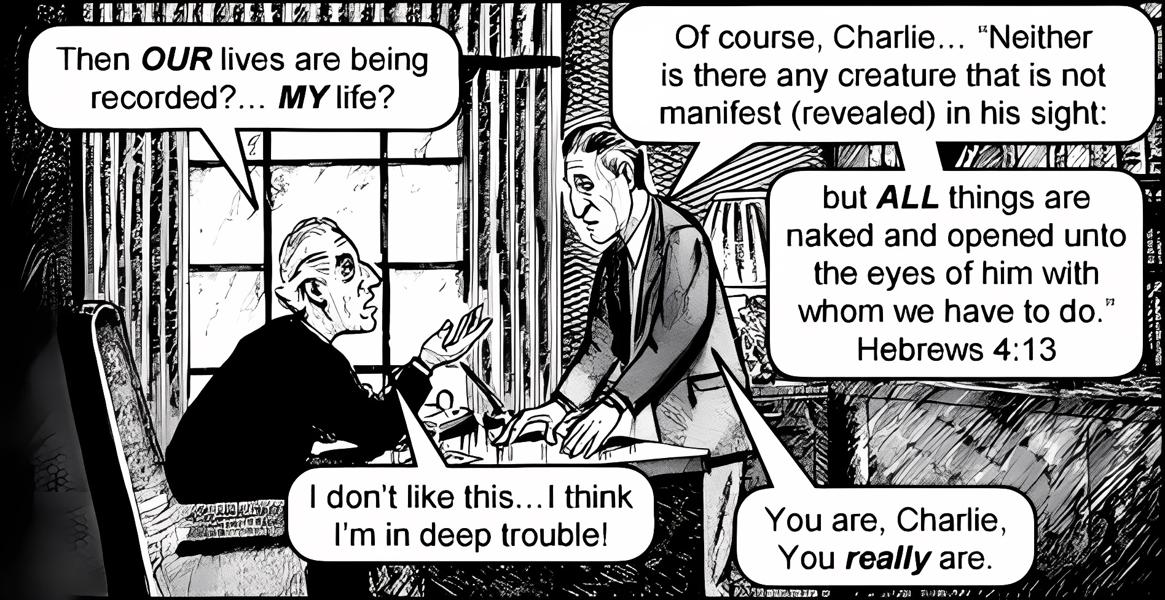 Then OUR lives are being
recorded?... MY life?
Of course, Charlie... "Neither
is there any creature that is not
manifest (revealed) in his sight:
but ALL things are
naked and opened unto
the eyes of him with
whom we have to do."
Hebrews 4:13
I don't like this...I think
I'm in deep trouble!
You are, Charlie,
You really are.